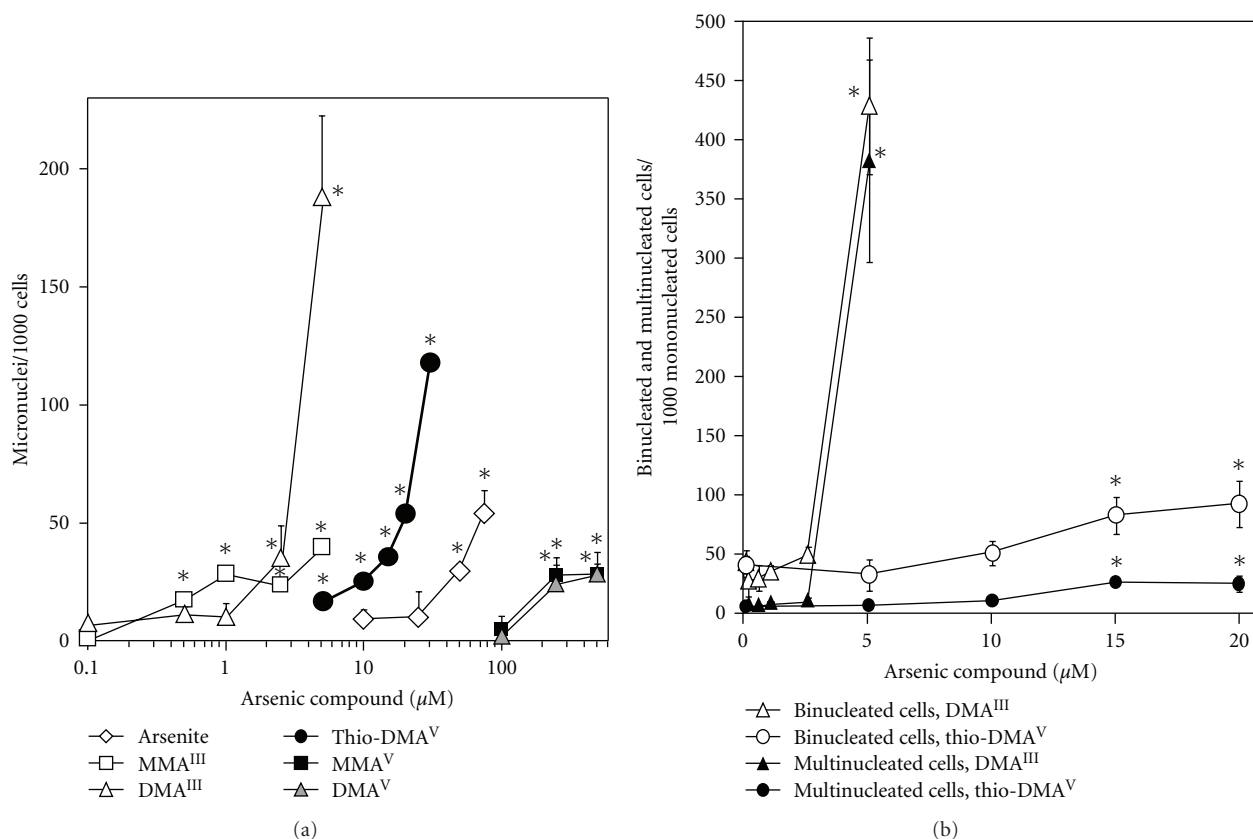 200
150
100
50
0
Micronuclei/1000 cells
0.1
1
10
100
Arsenic compound (μM)
Arsenite
MMA^III
DMA^III
Thio-DMA^V
MMA^V
DMA^V
(a)
500
450
400
350
300
250
200
150
100
50
0
Binucleated and multinucleated cells/
1000 mononucleated cells
0
5
10
15
20
Arsenic compound (μM)
Binucleated cells, DMA^III
Binucleated cells, thio-DMA^V
Multinucleated cells, DMA^III
Multinucleated cells, thio-DMA^V
(b)